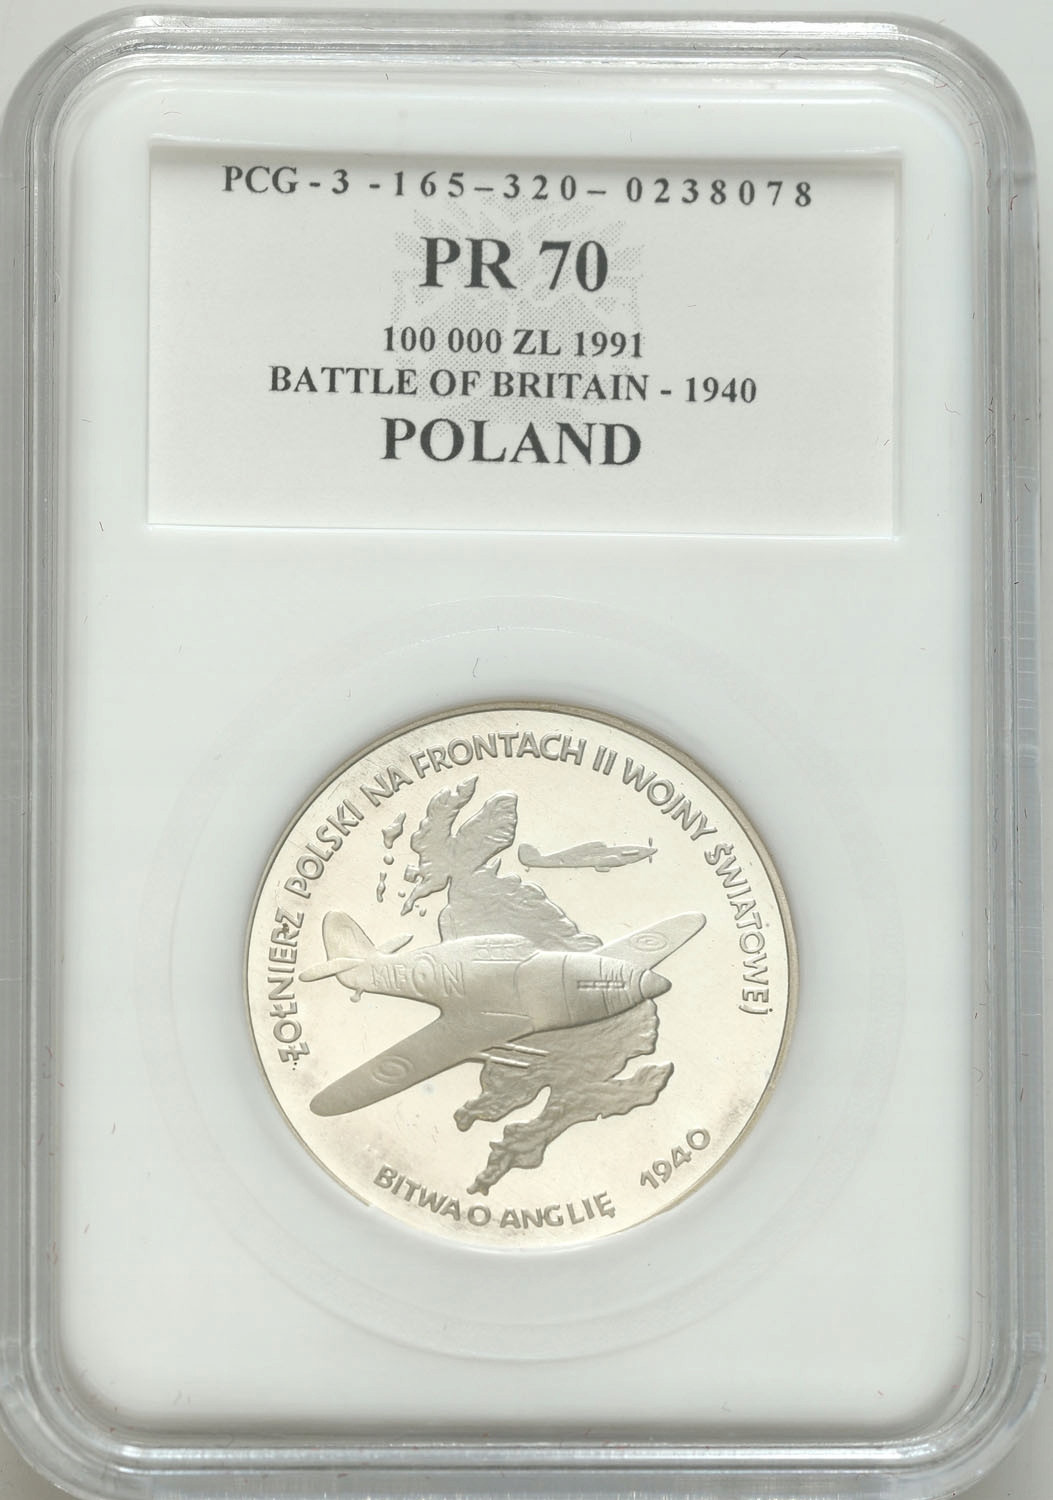 PCG - 3 - 165 - 320 - 0238078
PR 70
100 000 ZL 1991
BATTLE OF BRITAIN - 1940
POLAND
ŻOŁNIERZ POLSKI NA FRONTACH II WOJNY ŚWIATOWEJ
MF N
BITWA O ANGLIĘ 1940